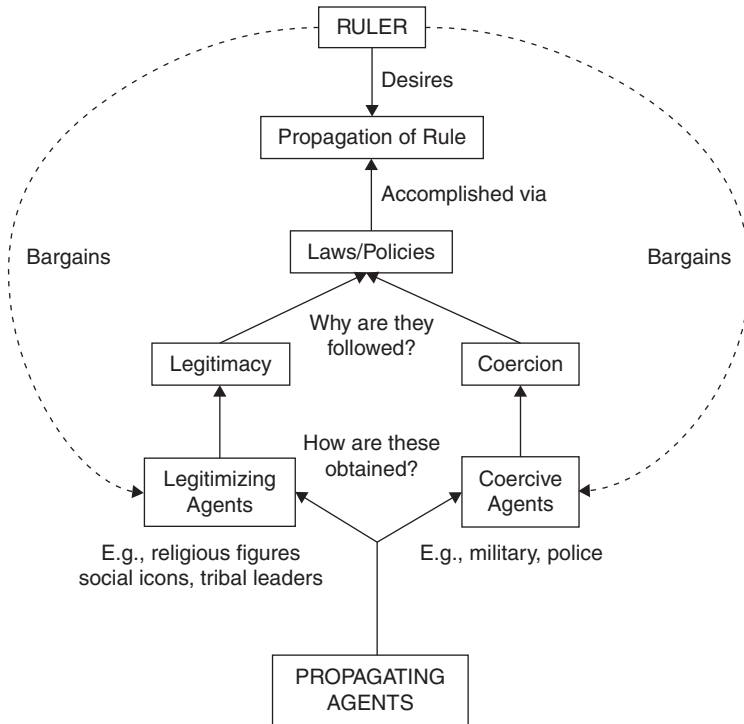 RULER
Desires
Propagation of Rule
Accomplished via
Laws/Policies
Bargains
Bargains
Why are they
followed?
Legitimacy
Coercion
How are these
obtained?
Legitimizing
Agents
Coercive
Agents
E.g., religious figures
social icons, tribal leaders
E.g., military, police
PROPAGATING
AGENTS